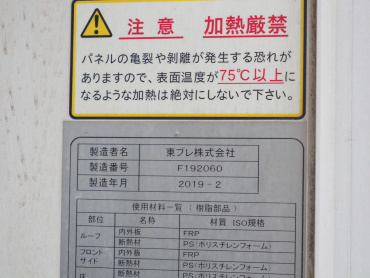 注意 加熱厳禁
パネルの亀裂や剥離が発生する恐れが
ありますので、表面温度が75℃以上に
なるような加熱は絶対にしないで下さい。
製造者名 東プレ株式会社
製造番号 F192060
製造年月 2019-2
使用材料一覧(樹脂部品)
部位 名称 材質 ISO規格
ルーフ 内外板 FRP
断熱材 PS(ポリスチレンフォーム)
フロント サイド 内外板 FRP
断熱材 PS(ポリスチレンフォーム)
内外板 FRP